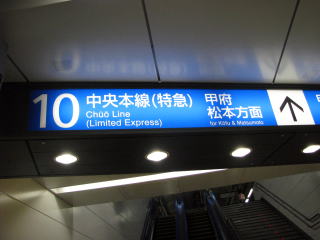 10 中央本線(特急)
Chūō Line
(Limited Express)
甲府
松本方面
for Kōfu & Matsumoto